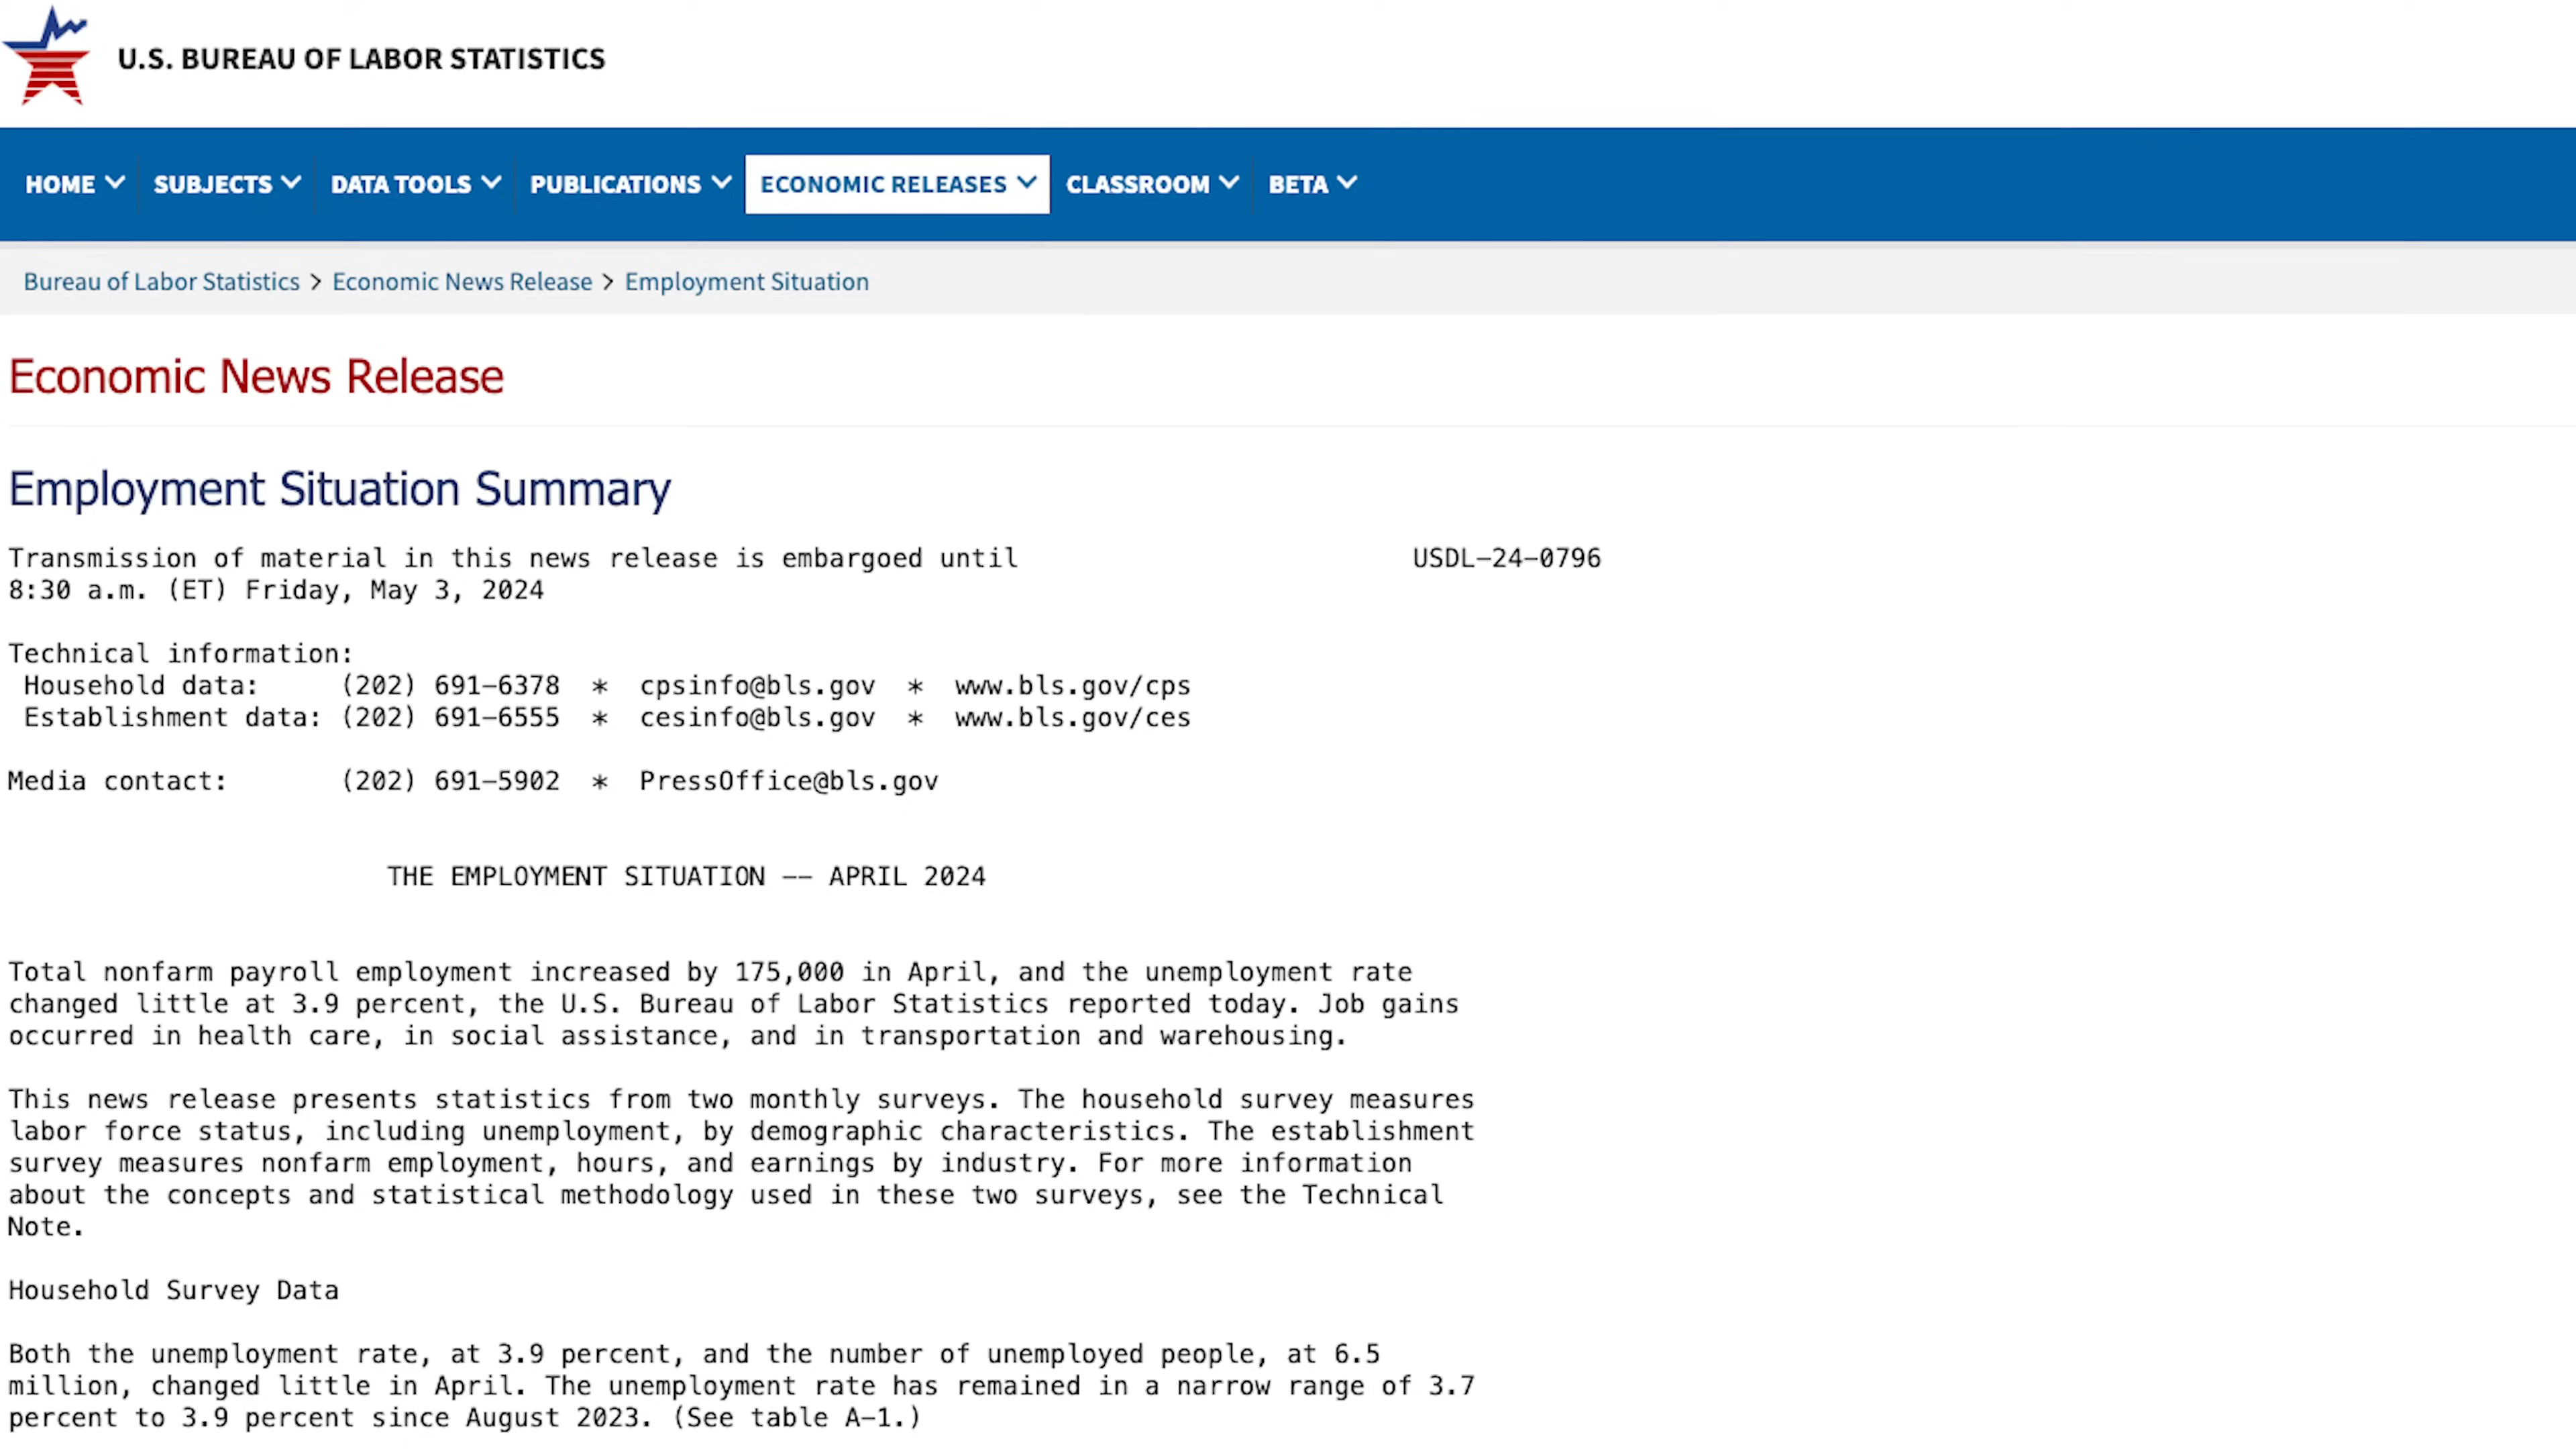 U.S. BUREAU OF LABOR STATISTICS
HOME SUBJECTS DATA TOOLS PUBLICATIONS ECONOMIC RELEASES CLASSROOM BETA
Bureau of Labor Statistics > Economic News Release > Employment Situation
Economic News Release
Employment Situation Summary
Transmission of material in this news release is embargoed until USDL-24-0796
8:30 a.m. (ET) Friday, May 3, 2024
Technical information:
Household data: (202) 691-6378 * cpsinfo@bls.gov * www.bls.gov/cps
Establishment data: (202) 691-6555 * cesinfo@bls.gov * www.bls.gov/ces
Media contact: (202) 691-5902 * PressOffice@bls.gov
THE EMPLOYMENT SITUATION -- APRIL 2024
Total nonfarm payroll employment increased by 175,000 in April, and the unemployment rate
changed little at 3.9 percent, the U.S. Bureau of Labor Statistics reported today. Job gains
occurred in health care, in social assistance, and in transportation and warehousing.
This news release presents statistics from two monthly surveys. The household survey measures
labor force status, including unemployment, by demographic characteristics. The establishment
survey measures nonfarm employment, hours, and earnings by industry. For more information
about the concepts and statistical methodology used in these two surveys, see the Technical
Note.
Household Survey Data
Both the unemployment rate, at 3.9 percent, and the number of unemployed people, at 6.5
million, changed little in April. The unemployment rate has remained in a narrow range of 3.7
percent to 3.9 percent since August 2023. (See table A-1.)